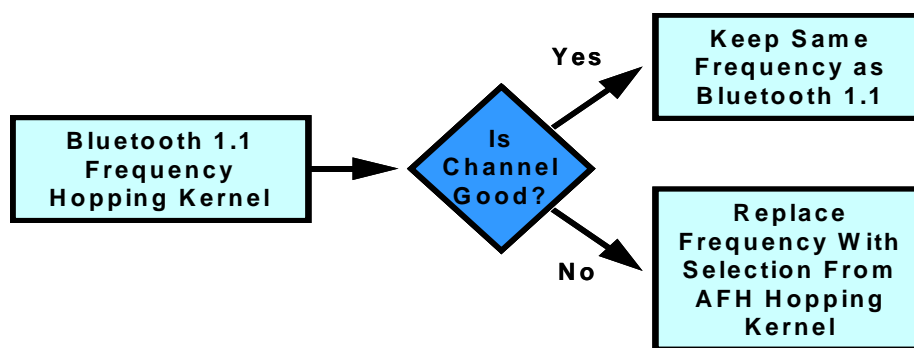 Bluetooth 1.1
Frequency
Hopping Kernel
Is
Channel
Good?
Yes
Keep Same
Frequency as
Bluetooth 1.1
No
Replace
Frequency With
Selection From
AFH Hopping
Kernel